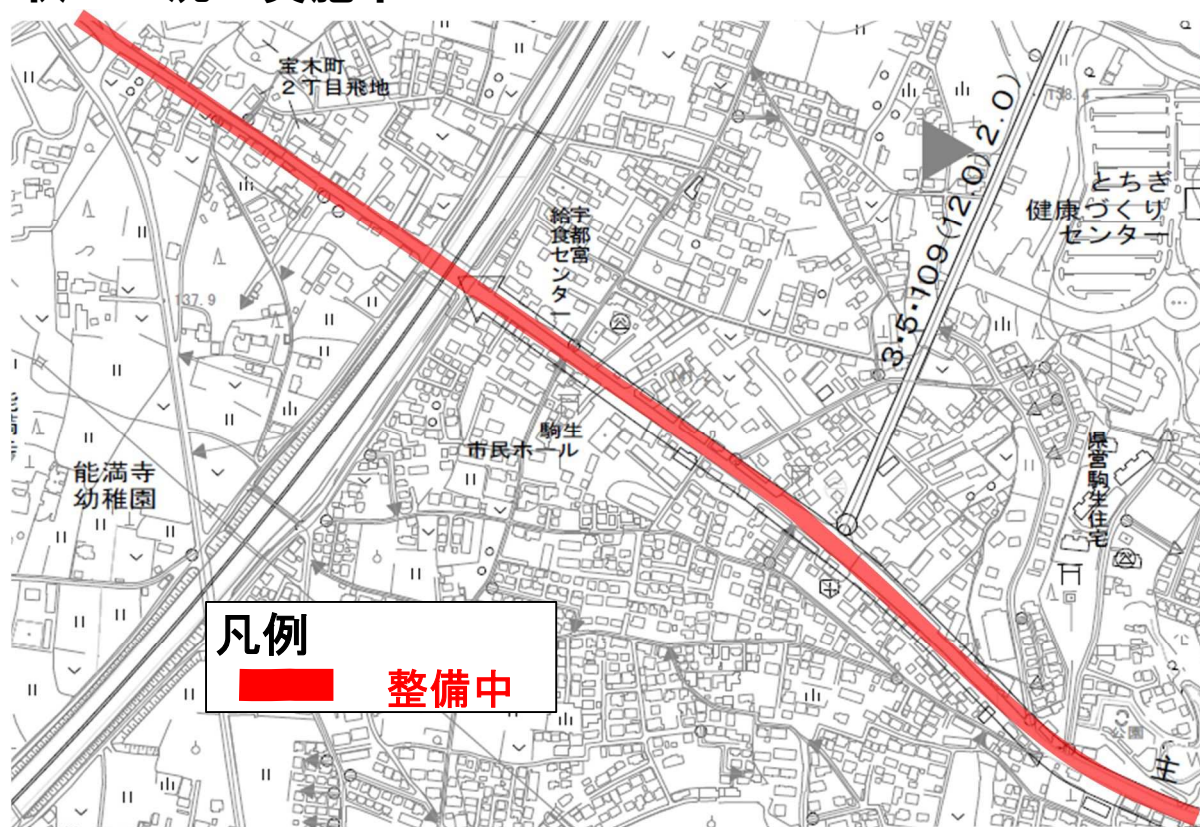 宝木町
2丁目飛地
138.4
3・5・109(12.0)(2.0)
とちぎ
健康づくり
センター
宇都宮
給食センター
137.9
駒生
市民ホール
能満寺
幼稚園
県営駒生住宅
凡例
整備中
公園
主